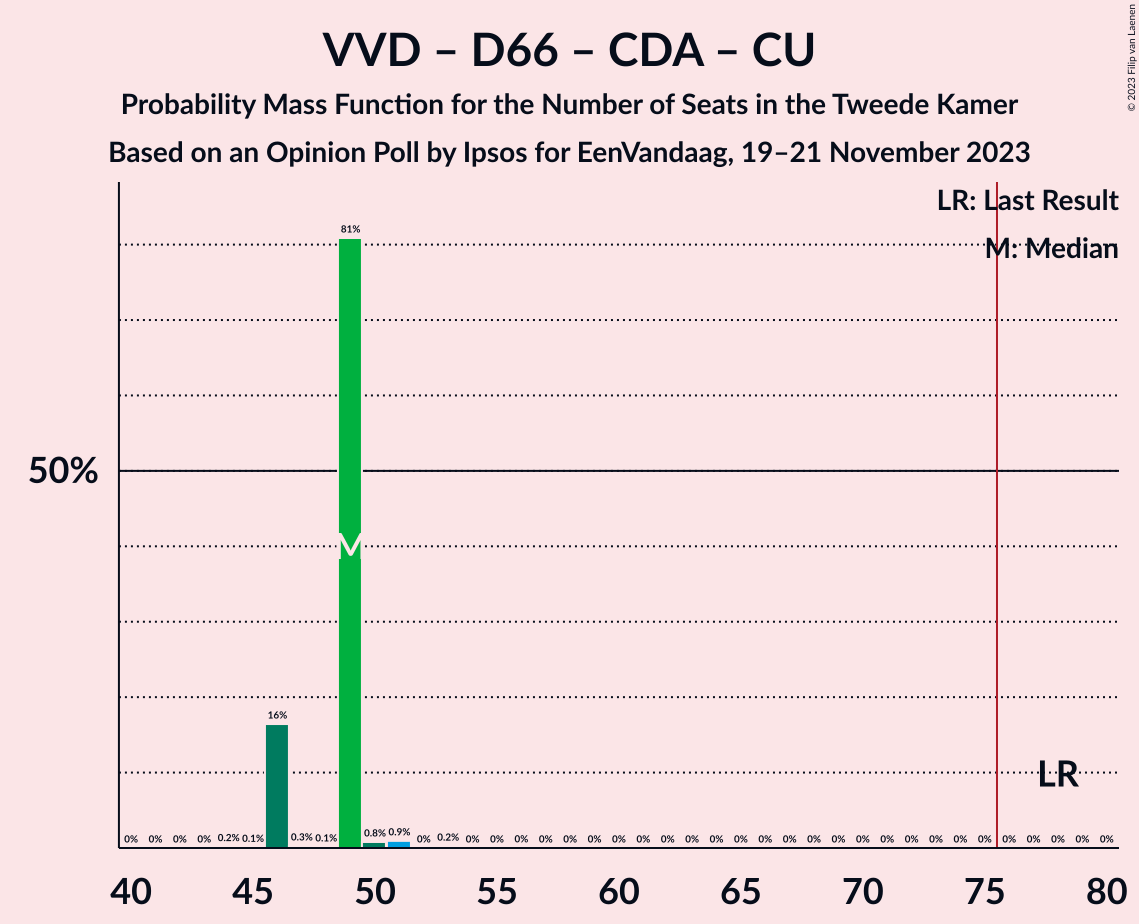 VVD – D66 – CDA – CU
Probability Mass Function for the Number of Seats in the Tweede Kamer
Based on an Opinion Poll by Ipsos for EenVandaag, 19–21 November 2023
© 2023 Filip van Laenen
LR: Last Result
M: Median
81%
50%
M
16%
LR
0% 0% 0% 0% 0.2% 0.1% 0.3% 0.1% 0.8% 0.9% 0% 0.2% 0% 0% 0% 0% 0% 0% 0% 0% 0% 0% 0% 0% 0% 0% 0% 0% 0% 0% 0% 0% 0% 0% 0% 0% 0% 0% 0%
40 45 50 55 60 65 70 75 80